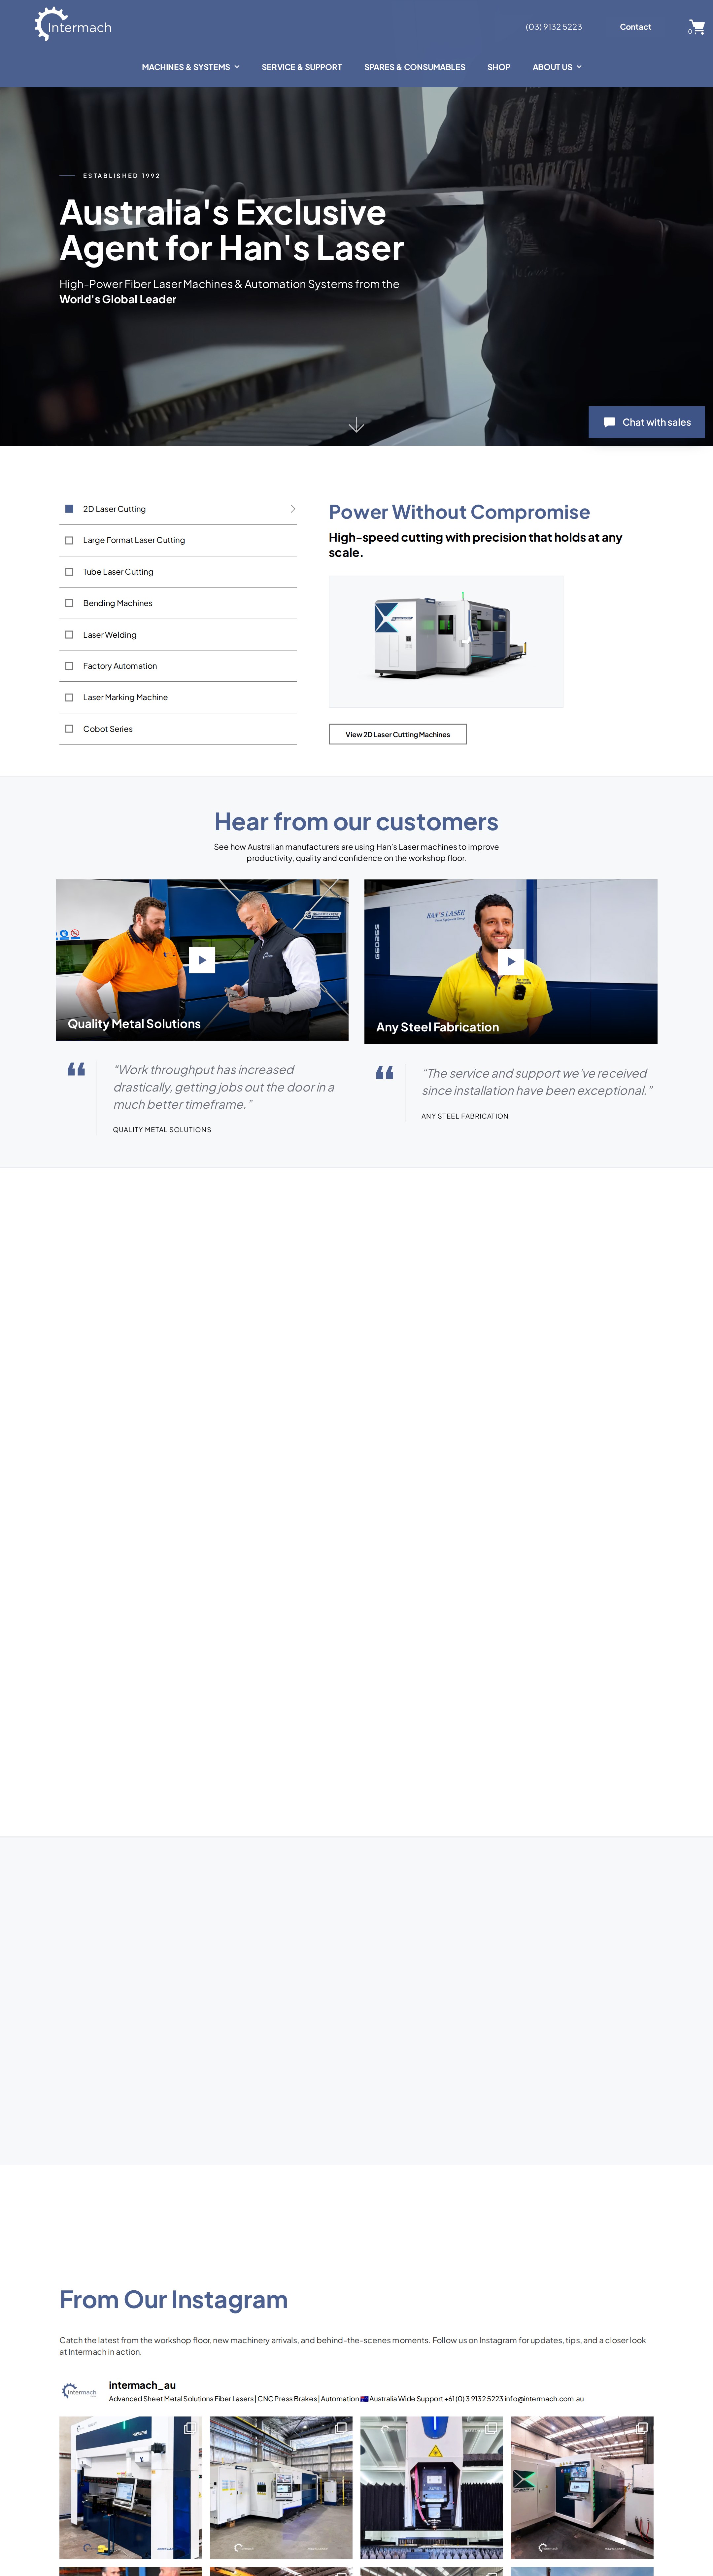 Intermach
(03) 9132 5223
Contact
0
MACHINES & SYSTEMS
SERVICE & SUPPORT
SPARES & CONSUMABLES
SHOP
ABOUT US
ESTABLISHED 1992
Australia's Exclusive
Agent for Han's Laser
High-Power Fiber Laser Machines & Automation Systems from the
World's Global Leader
Chat with sales
2D Laser Cutting
Large Format Laser Cutting
Tube Laser Cutting
Bending Machines
Laser Welding
Factory Automation
Laser Marking Machine
Cobot Series
Power Without Compromise
High-speed cutting with precision that holds at any
scale.
View 2D Laser Cutting Machines
Hear from our customers
See how Australian manufacturers are using Han's Laser machines to improve
productivity, quality and confidence on the workshop floor.
Quality Metal Solutions
“Work throughput has increased
drastically, getting jobs out the door in a
much better timeframe.”
QUALITY METAL SOLUTIONS
HAN'S LASER
G6025S
Any Steel Fabrication
“The service and support we’ve received
since installation have been exceptional.”
ANY STEEL FABRICATION
From Our Instagram
Catch the latest from the workshop floor, new machinery arrivals, and behind-the-scenes moments. Follow us on Instagram for updates, tips, and a closer look
at Intermach in action.
Intermach
intermach_au
Advanced Sheet Metal Solutions Fiber Lasers | CNC Press Brakes | Automation 🇦🇺 Australia Wide Support +61 (0) 3 9132 5223 info@intermach.com.au